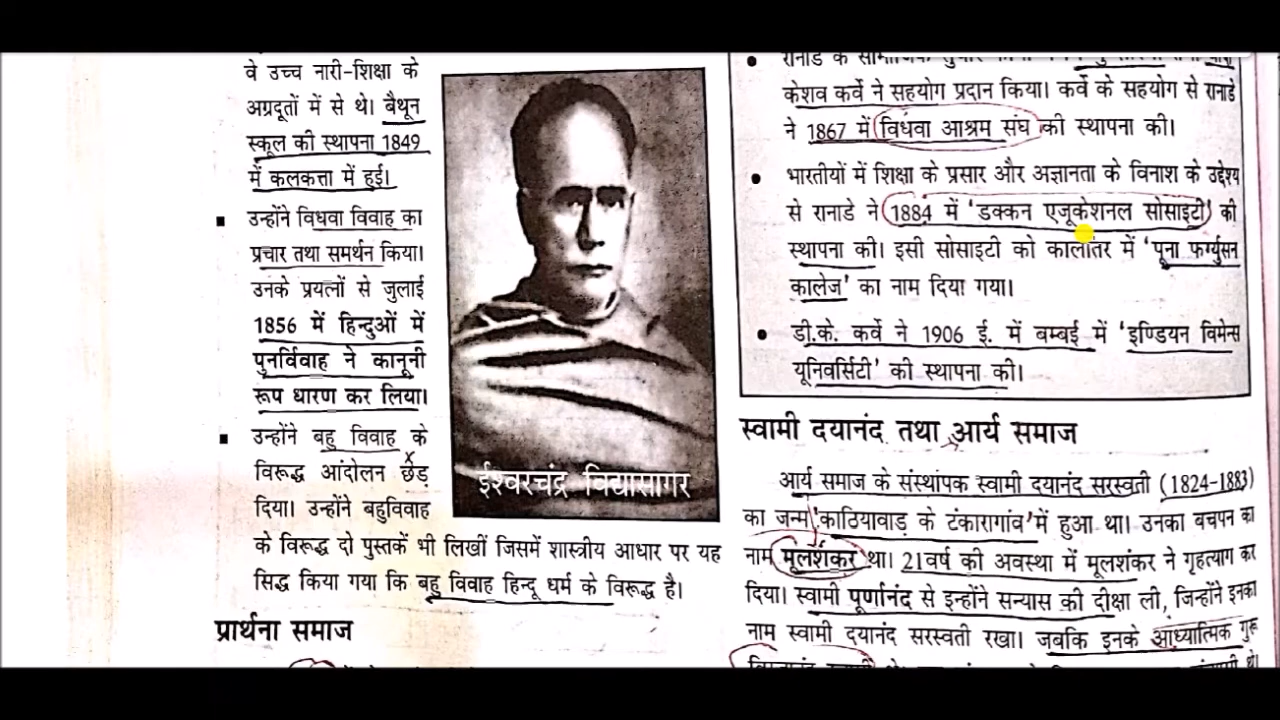 वे उच्च नारी-शिक्षा के
अग्रदूतों में से थे। बैथून
स्कूल की स्थापना 1849
में कलकत्ता में हुई।
उन्होंने विधवा विवाह का
प्रचार तथा समर्थन किया।
उनके प्रयत्नों से जुलाई
1856 में हिन्दुओं में
पुनर्विवाह ने कानूनी
रूप धारण कर लिया।
उन्होंने बहु विवाह के
विरूद्ध आंदोलन छेड़
दिया। उन्होंने बहुविवाह
के विरूद्ध दो पुस्तकें भी लिखीं जिसमें शास्त्रीय आधार पर यह
सिद्ध किया गया कि बहु विवाह हिन्दू धर्म के विरूद्ध है।
ईश्वरचंद्र विद्यासागर
प्रार्थना समाज
रानाडे के सामाजिक
केशव कर्वे ने सहयोग प्रदान किया। कर्वे के सहयोग से रानाडे
ने 1867 में विधवा आश्रम संघ की स्थापना की।
भारतीयों में शिक्षा के प्रसार और अज्ञानता के विनाश के उद्देश्य
से रानाडे ने 1884 में 'डक्कन एजूकेशनल सोसाइटी' की
स्थापना की। इसी सोसाइटी को कालांतर में 'पूना फर्ग्युसन
कालेज' का नाम दिया गया।
डी.के. कर्वे ने 1906 ई. में बम्बई में 'इण्डियन विमेन्स
यूनिवर्सिटी' की स्थापना की।
स्वामी दयानंद तथा आर्य समाज
आर्य समाज के संस्थापक स्वामी दयानंद सरस्वती (1824-1883)
का जन्म 'काठियावाड़ के टंकारागांव' में हुआ था। उनका बचपन का
नाम मूलशंकर था। 21 वर्ष की अवस्था में मूलशंकर ने गृहत्याग कर
दिया। स्वामी पूर्णानंद से इन्होंने सन्यास की दीक्षा ली, जिन्होंने इनका
नाम स्वामी दयानंद सरस्वती रखा। जबकि इनके आध्यात्मिक गुरू